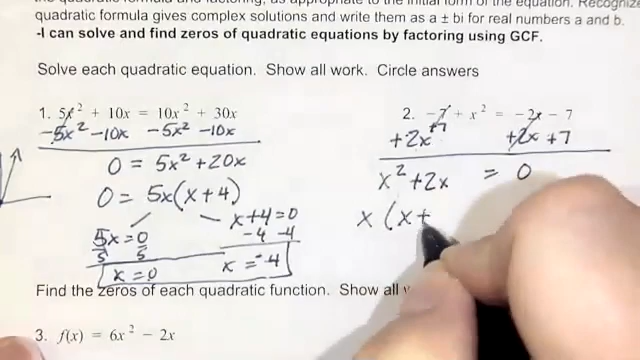 the quadratic formula and factoring, as appropriate to the initial form of the equation. Recognize
quadratic formula gives complex solutions and write them as a ± bi for real numbers a and b.
-I can solve and find zeros of quadratic equations by factoring using GCF.
Solve each quadratic equation. Show all work. Circle answers
1. 5x² + 10x = 10x² + 30x
-5x² -10x -5x² -10x
0 = 5x² + 20x
0 = 5x(x+4)
5x = 0
5 5
x = 0
x+4=0
-4 -4
x = -4
2. -7 + x² = -2x - 7
+2x +7 +2x +7
x² + 2x = 0
x (x+
Find the zeros of each quadratic function. Show all
3. f(x) = 6x² − 2x